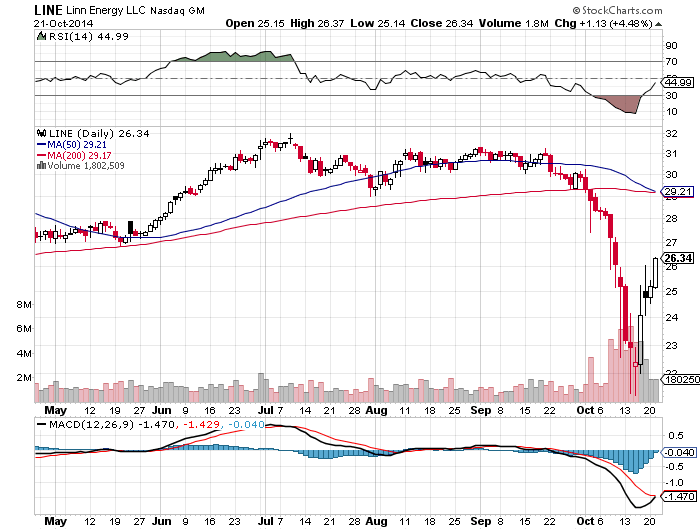 LINE Linn Energy LLC Nasdaq GM
© StockCharts.com
21-Oct-2014
Open 25.15 High 26.37 Low 25.14 Close 26.34 Volume 1.8M Chg +1.13 (+4.48%)
RSI(14) 44.99
90
70
50
44.99
30
10
LINE (Daily) 26.34
MA(50) 29.21
MA(200) 29.17
Volume 1,802,509
32
31
30
29.21
28
27
26.34
25
24
23
22
8M
6M
4M
2M
180250
May 12 19 27 Jun 9 16 23 Jul 7 14 21 28 Aug 11 18 25 Sep 8 15 22 Oct 6 13 20
MACD(12,26,9) -1.470, -1.429, -0.040
0.5
-0.040
-0.5
-1.0
-1.470
May 12 19 27 Jun 9 16 23 Jul 7 14 21 28 Aug 11 18 25 Sep 8 15 22 Oct 6 13 20